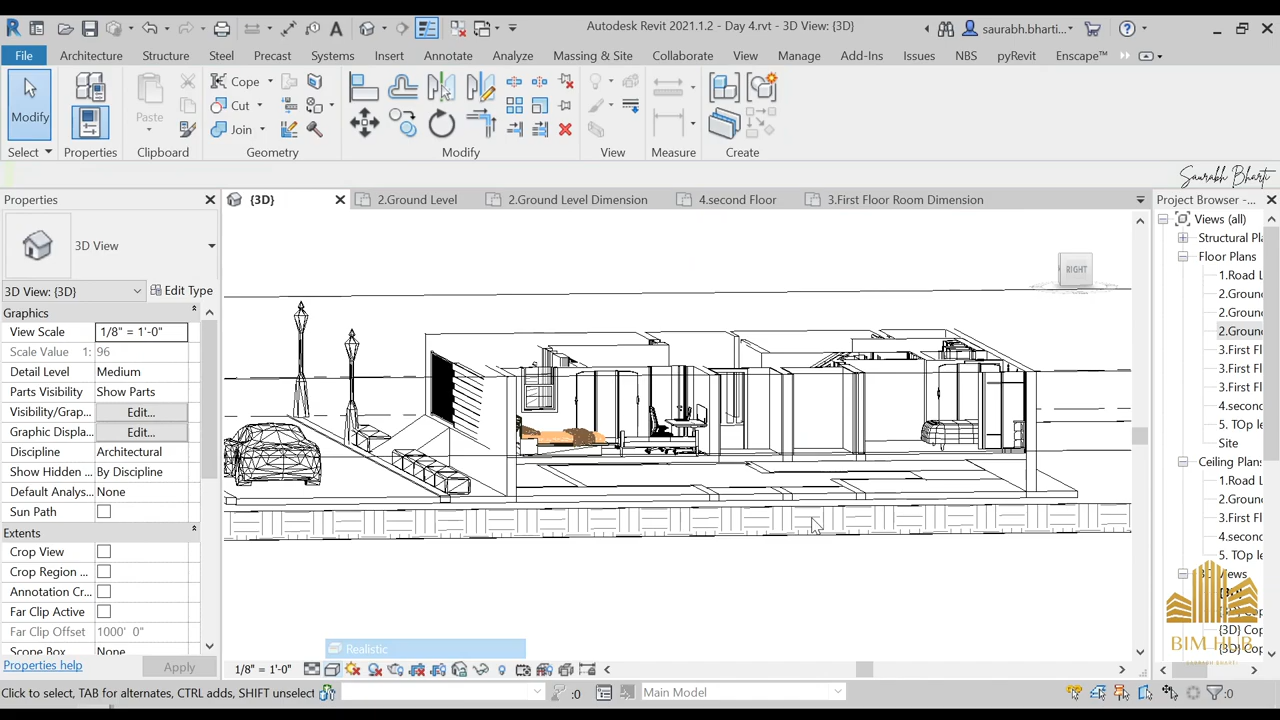 Autodesk Revit 2021.1.2 - Day 4.rvt - 3D View: {3D}
saurabh.bharti...
File Architecture Structure Steel Precast Systems Insert Annotate Analyze Massing & Site Collaborate View Manage Add-Ins Issues NBS pyRevit Enscape™
Modify
Paste
Cope
Cut
Join
Select Properties Clipboard Geometry Modify View Measure Create
Saurabh Bharti
Properties
{3D} 2.Ground Level 2.Ground Level Dimension 4.second Floor 3.First Floor Room Dimension
Project Browser -...
3D View
3D View: {3D} Edit Type
Graphics
View Scale 1/8" = 1'-0"
Scale Value 1: 96
Detail Level Medium
Parts Visibility Show Parts
Visibility/Grap... Edit...
Graphic Displa... Edit...
Discipline Architectural
Show Hidden By Discipline
Default Analys... None
Sun Path
Extents
Crop View
Crop Region
Annotation Cr...
Far Clip Active
Far Clip Offset 1000' 0"
Scope Box None
Properties help Apply
RIGHT
Views (all)
Structural Pl
Floor Plans
1.Road L
2.Groun
2.Groun
3.First F
3.First F
3.First F
4.secon
5. TOp le
Site
Ceiling Plans
1.Road L
2.Groun
3.First F
4.secon
5. TOp le
3D Views
(3D) Cop
BIM HUB
SAURABH BHARTI
Realistic
1/8" = 1'-0"
Click to select, TAB for alternates, CTRL adds, SHIFT unselect :0 Main Model :0